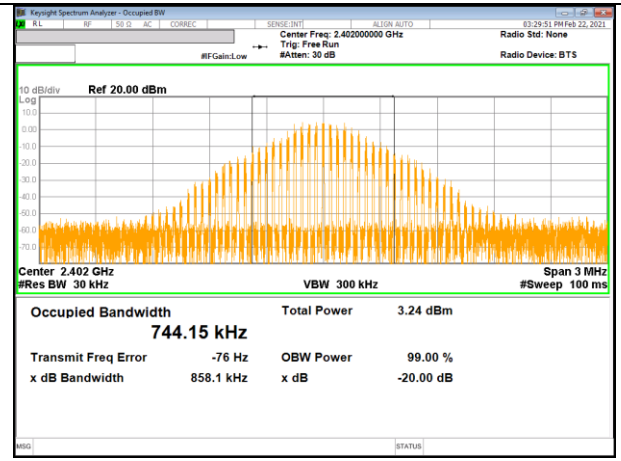 Keysight Spectrum Analyzer - Occupied BW
RL RF 50 Ω AC CORREC SENSE:INT ALIGN AUTO 03:29:51 PM Feb 22, 2021
Center Freq: 2.402000000 GHz Radio Std: None
Trig: Free Run
#IFGain:Low #Atten: 30 dB Radio Device: BTS
10 dB/div Ref 20.00 dBm
Log
10.0
0.00
-10.0
-20.0
-30.0
-40.0
-50.0
-60.0
-70.0
Center 2.402 GHz Span 3 MHz
#Res BW 30 kHz VBW 300 kHz #Sweep 100 ms
Occupied Bandwidth Total Power 3.24 dBm
744.15 kHz
Transmit Freq Error -76 Hz OBW Power 99.00 %
x dB Bandwidth 858.1 kHz x dB -20.00 dB
MSG STATUS